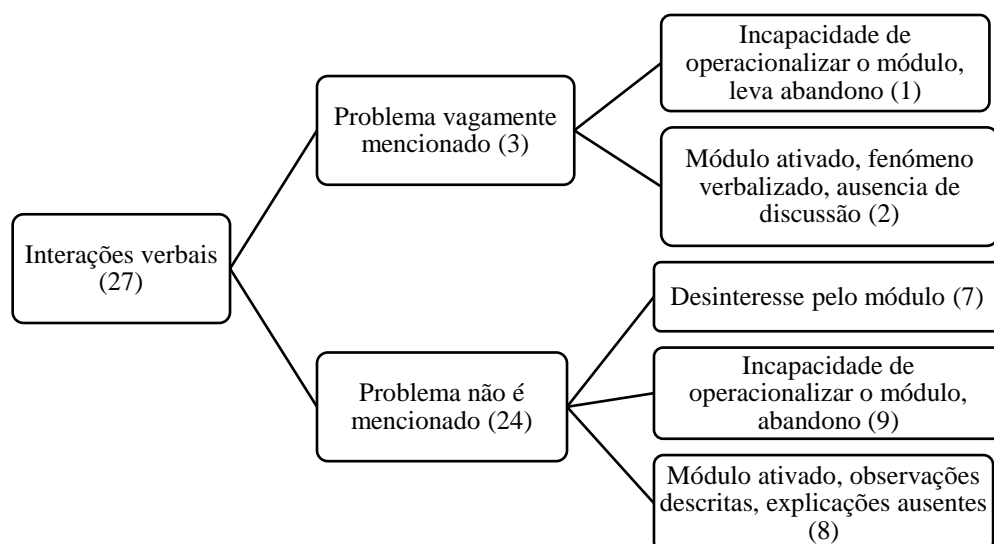 Interações verbais
(27)
Problema vagamente
mencionado (3)
Incapacidade de
operacionalizar o módulo,
leva abandono (1)
Módulo ativado, fenómeno
verbalizado, ausencia de
discussão (2)
Problema não é
mencionado (24)
Desinteresse pelo módulo (7)
Incapacidade de
operacionalizar o módulo,
abandono (9)
Módulo ativado, observações
descritas, explicações ausentes
(8)